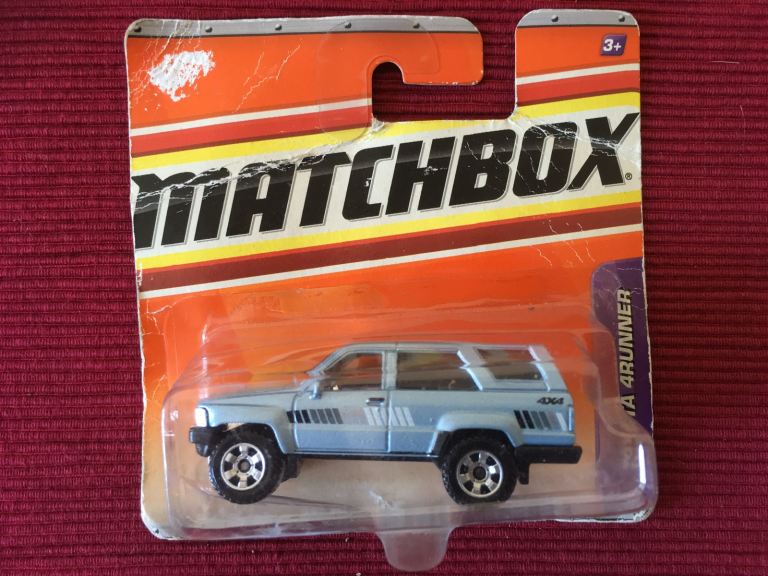 3+
MATCHBOX®
TA 4RUNNER
4X4